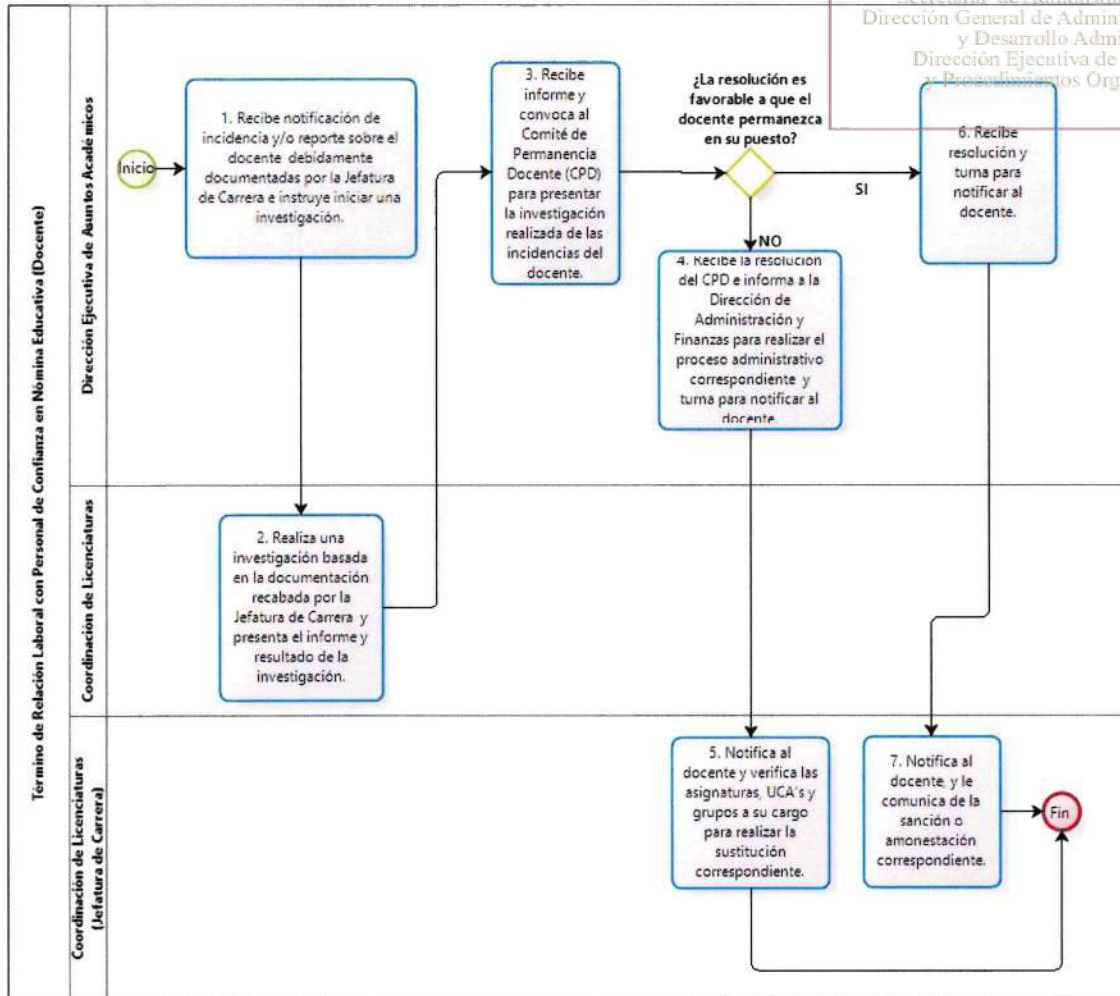 Dirección General de Admin
y Desarrollo Admi
Dirección Ejecutiva de
y Procedimientos Org
Término de Relación Laboral con Personal de Confianza en Nómina Educativa (Docente)
Dirección Ejecutiva de Asuntos Académicos
Inicio
1. Recibe notificación de
incidencia y/o reporte sobre el
docente debidamente
documentadas por la Jefatura
de Carrera e instruye iniciar una
investigación.
3. Recibe
informe y
convoca al
Comité de
Permanencia
Docente (CPD)
para presentar
la investigación
realizada de las
incidencias del
docente.
¿La resolución es
favorable a que el
docente permanezca
en su puesto?
SI
NO
6. Recibe
resolución y
turna para
notificar al
docente.
4. Recibe la resolución
del CPD e informa a la
Dirección de
Administración y
Finanzas para realizar el
proceso administrativo
correspondiente y
turna para notificar al
docente.
Coordinación de Licenciaturas
2. Realiza una
investigación basada
en la documentación
recabada por la
Jefatura de Carrera y
presenta el informe y
resultado de la
investigación.
Coordinación de Licenciaturas
(Jefatura de Carrera)
5. Notifica al
docente y verifica las
asignaturas, UCA's y
grupos a su cargo
para realizar la
sustitución
correspondiente.
7. Notifica al
docente, y le
comunica de la
sanción o
amonestación
correspondiente.
Fin